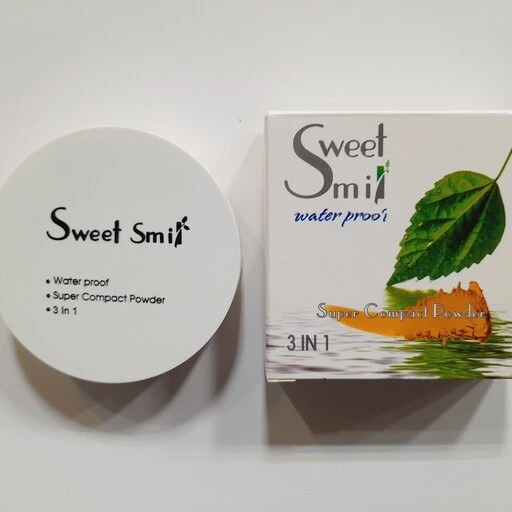 Sweet Smil
Water proof
Super Compact Powder
3 In 1
Sweet
Smil
water proof
Super Compact Powder
3 IN 1